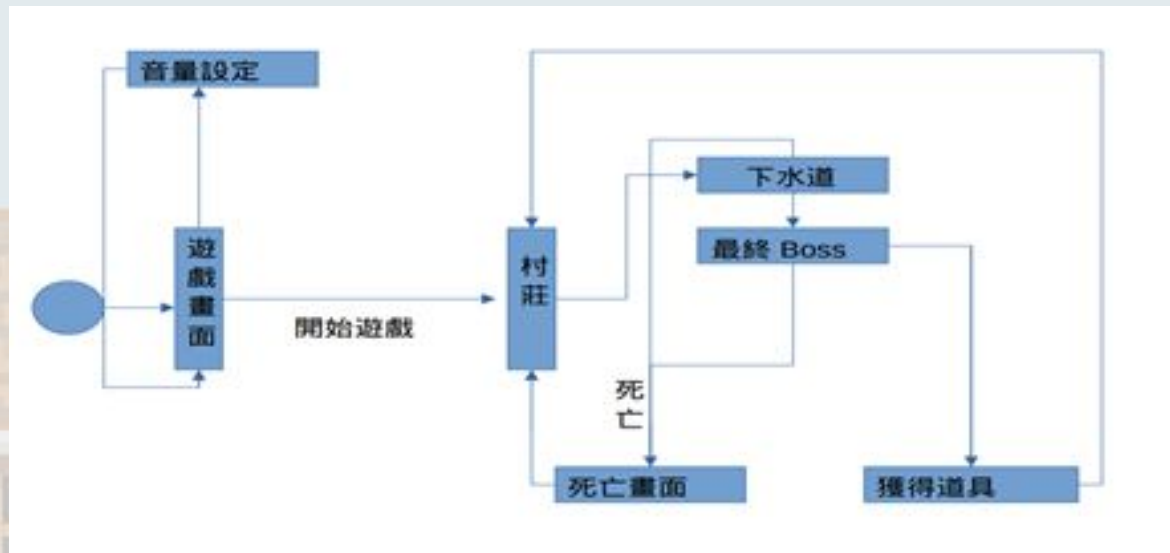 音量設定
下水道
遊戲畫面
村莊
最終 Boss
開始遊戲
死亡
死亡畫面
獲得道具